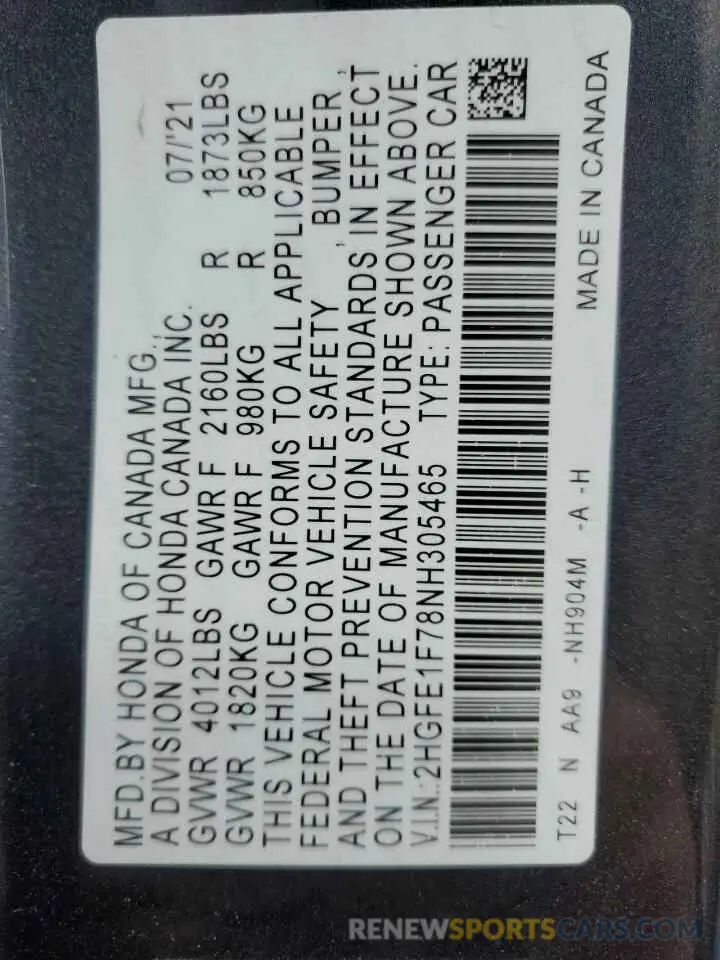 MFD.BY HONDA OF CANADA MFG., 07/'21
A DIVISION OF HONDA CANADA INC.
GVWR 4012LBS GAWR F 2160LBS R 1873LBS
GVWR 1820KG GAWR F 980KG R 850KG
THIS VEHICLE CONFORMS TO ALL APPLICABLE
FEDERAL MOTOR VEHICLE SAFETY , BUMPER ,
AND THEFT PREVENTION STANDARDS IN EFFECT
ON THE DATE OF MANUFACTURE SHOWN ABOVE.
V.I.N.:2HGFE1F78NH305465 TYPE: PASSENGER CAR
T22 N AA9 -NH904M -A -H MADE IN CANADA
RENEWSPORTSCARS.COM